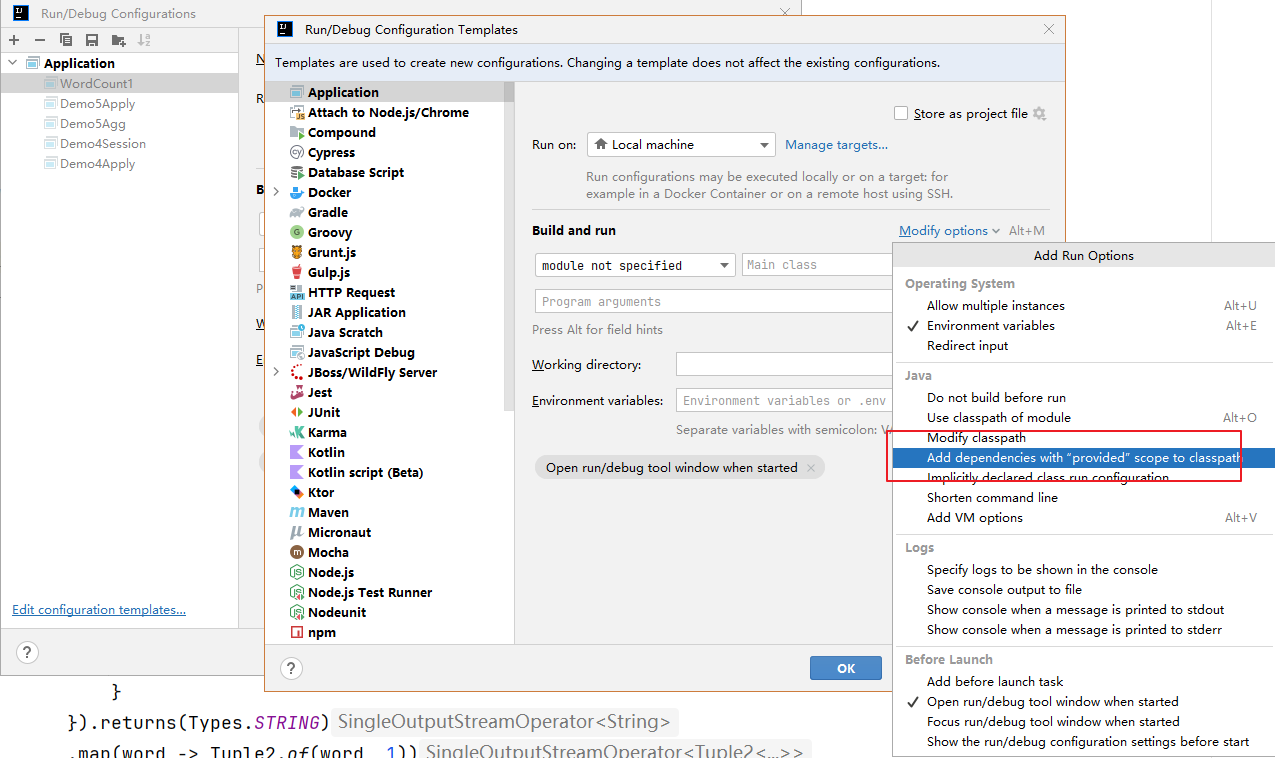 Run/Debug Configurations
Application
WordCount1
Demo5Apply
Demo5Agg
Demo4Session
Demo4Apply
Edit configuration templates...
?
N
R
B
P
W
E
Run/Debug Configuration Templates
Templates are used to create new configurations. Changing a template does not affect the existing configurations.
Application
Attach to Node.js/Chrome
Compound
Cypress
Database Script
Docker
Gradle
Groovy
Grunt.js
Gulp.js
HTTP Request
JAR Application
Java Scratch
JavaScript Debug
JBoss/WildFly Server
Jest
JUnit
Karma
Kotlin
Kotlin script (Beta)
Ktor
Maven
Micronaut
Mocha
Node.js
Node.js Test Runner
Nodeunit
npm
Store as project file
Run on: Local machine Manage targets...
Run configurations may be executed locally or on a target: for
example in a Docker Container or on a remote host using SSH.
Build and run Modify options Alt+M
module not specified Main class
Program arguments
Press Alt for field hints
Working directory:
Environment variables: Environment variables or .env
Separate variables with semicolon: V
Open run/debug tool window when started
?
OK
Add Run Options
Operating System
Allow multiple instances Alt+U
Environment variables Alt+E
Redirect input
Java
Do not build before run
Use classpath of module Alt+O
Modify classpath
Add dependencies with “provided” scope to classpath
Implicitly declared class run configuration
Shorten command line
Add VM options Alt+V
Logs
Specify logs to be shown in the console
Save console output to file
Show console when a message is printed to stdout
Show console when a message is printed to stderr
Before Launch
Add before launch task
Open run/debug tool window when started
Focus run/debug tool window when started
Show the run/debug configuration settings before start
}
}).returns(Types.STRING) SingleOutputStreamOperator<String>
.map(word -> Tuple2.of(word, 1)) SingleOutputStreamOperator<Tuple2<...>>